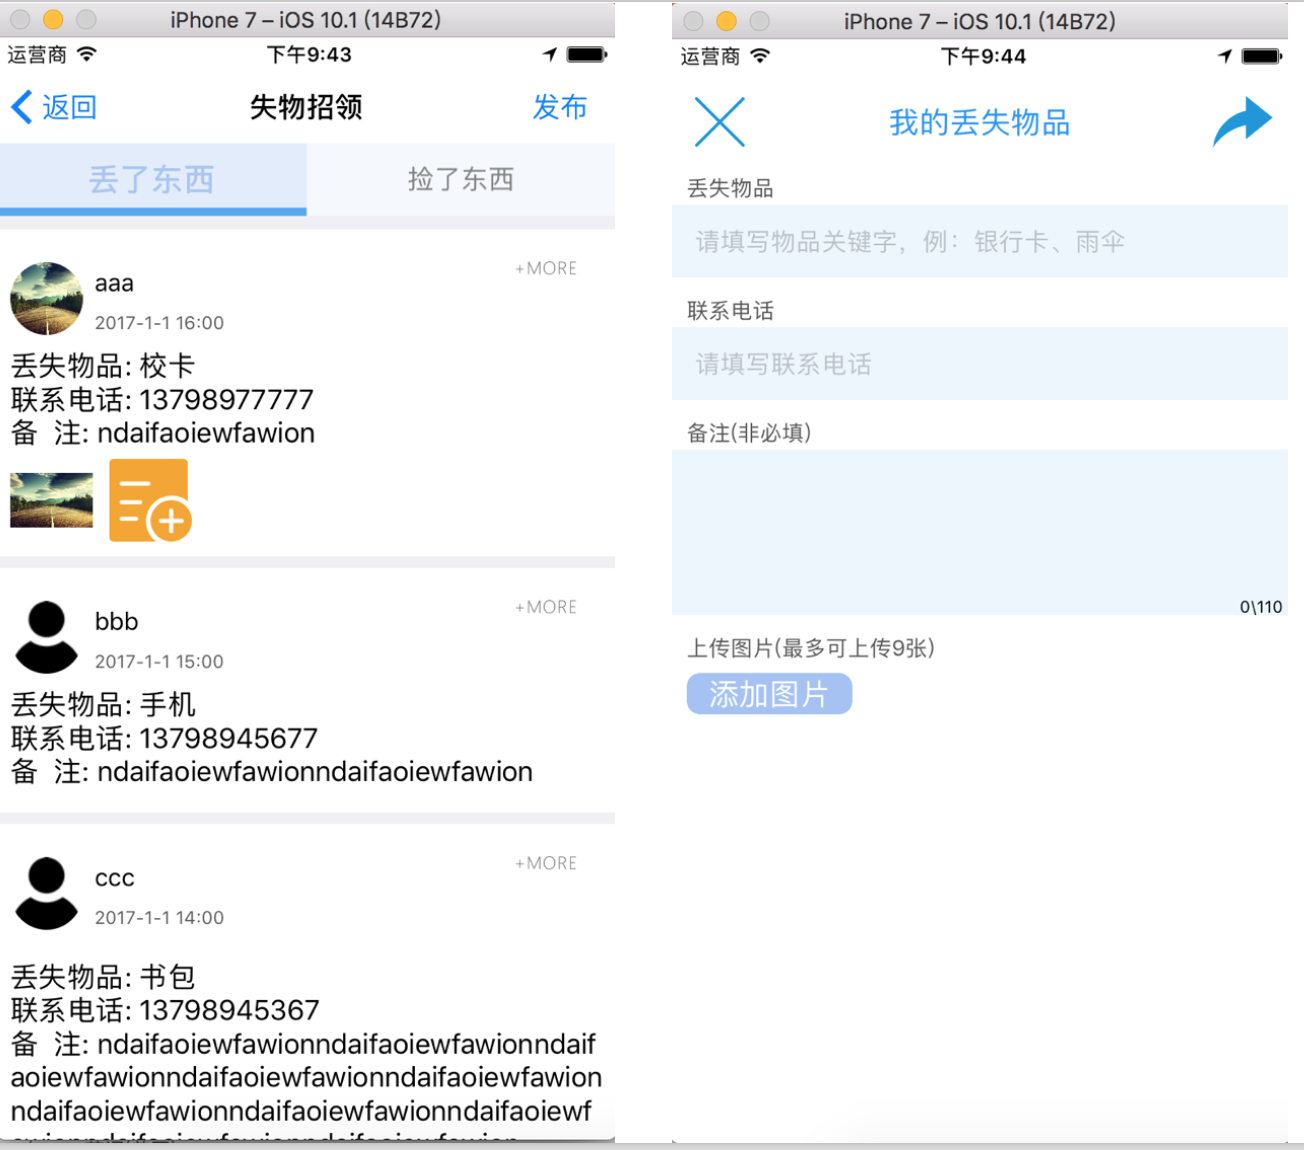 iPhone 7 – iOS 10.1 (14B72)
运营商
下午9:43
返回
失物招领
发布
丢了东西
捡了东西
aaa
+MORE
2017-1-1 16:00
丢失物品: 校卡
联系电话: 13798977777
备 注: ndaifaoiewfawion
bbb
+MORE
2017-1-1 15:00
丢失物品: 手机
联系电话: 13798945677
备 注: ndaifaoiewfawionndaifaoiewfawion
ccc
+MORE
2017-1-1 14:00
丢失物品: 书包
联系电话: 13798945367
备 注: ndaifaoiewfawionndaifaoiewfawionndaif
aoiewfawionndaifaoiewfawionndaifaoiewfawion
ndaifaoiewfawionndaifaoiewfawionndaifaoiewf
iPhone 7 – iOS 10.1 (14B72)
运营商
下午9:44
我的丢失物品
丢失物品
请填写物品关键字，例：银行卡、雨伞
联系电话
请填写联系电话
备注(非必填)
0\110
上传图片(最多可上传9张)
添加图片